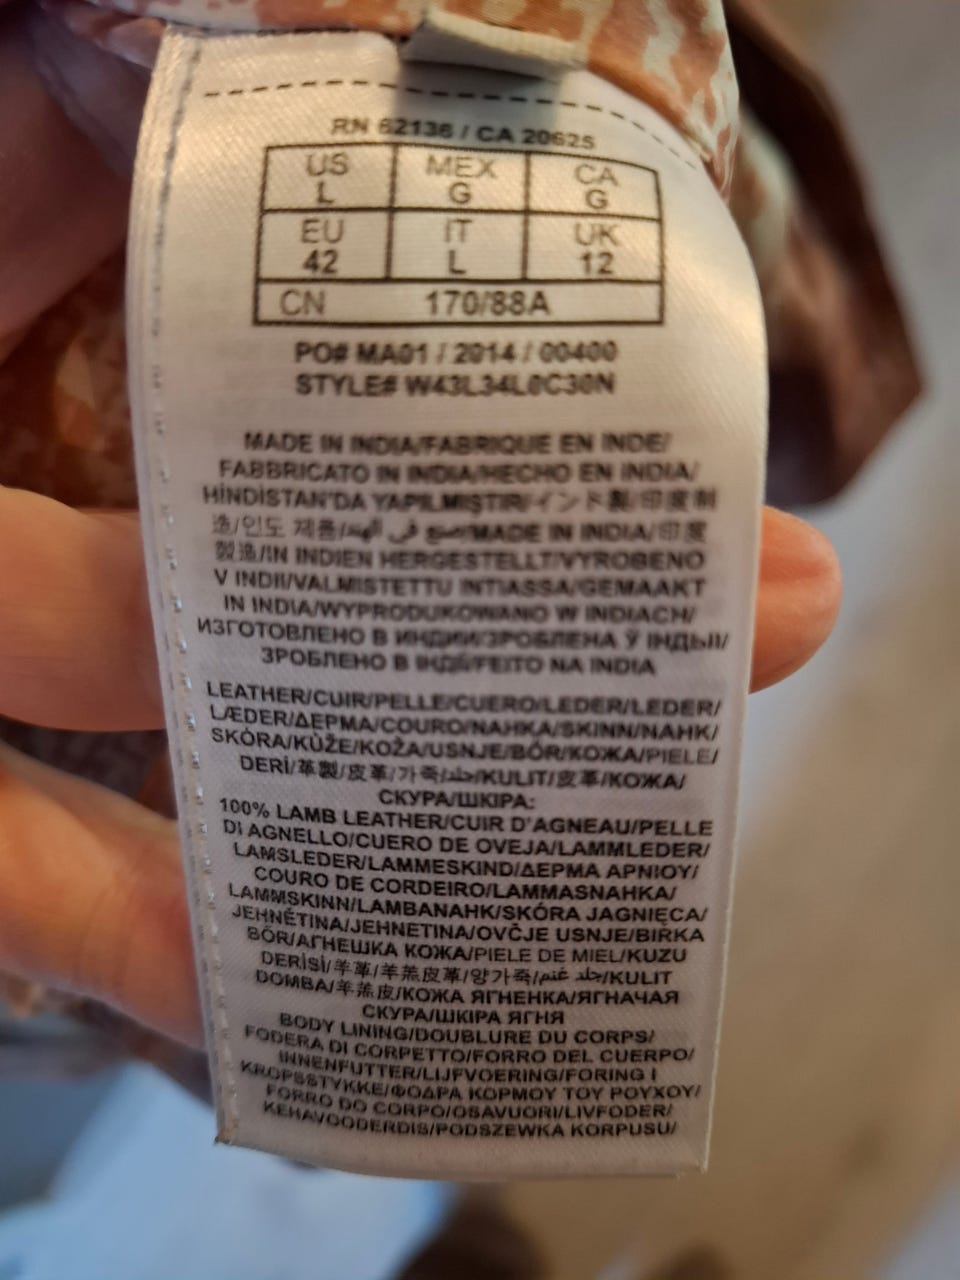 RN 62136 / CA 20625
US MEX CA
L G G
EU IT UK
42 L 12
CN 170/88A
PO# MA01 / 2014 / 00400
STYLE# W43L34L0C30N
MADE IN INDIA/FABRIQUE EN INDE/
FABBRICATO IN INDIA/HECHO EN INDIA/
HİNDİSTAN'DA YAPILMIŞTIR/インド製/印度制
造/인도 제품/صنع في الهند/MADE IN INDIA/印度
製造/IN INDIEN HERGESTELLT/VYROBENO
V INDII/VALMISTETTU INTIASSA/GEMAAKT
IN INDIA/WYPRODUKOWANO W INDIACH/
ИЗГОТОВЛЕНО В ИНДИИ/ЗРОБЛЕНА Ў ІНДЫІ/
ЗРОБЛЕНО В ІНДІЇ/FEITO NA INDIA
LEATHER/CUIR/PELLE/CUERO/LEDER/LEDER/
LÆDER/ΔΕΡΜΑ/COURO/NAHKA/SKINN/NAHK/
SKÓRA/KŮŽE/KOŽA/USNJE/BŐR/КОЖА/PIELE/
DERİ/革製/皮革/가죽/جلد/KULIT/皮革/КОЖА/
СКУРА/ШКІРА:
100% LAMB LEATHER/CUIR D'AGNEAU/PELLE
DI AGNELLO/CUERO DE OVEJA/LAMMLEDER/
LAMSLEDER/LAMMESKIND/ΔΕΡΜΑ ΑΡΝΙΟΥ/
COURO DE CORDEIRO/LAMMASNAHKA/
LAMMSKINN/LAMBANAHK/SKÓRA JAGNIĘCA/
JEHNĚTINA/JEHNETINA/OVČJE USNJE/BIRKA
BŐR/АГНЕШКА КОЖА/PIELE DE MIEL/KUZU
DERİSİ/羊革/羊羔皮革/양가죽/جلد غنم/KULIT
DOMBA/羊羔皮/КОЖА ЯГНЕНКА/ЯГНАЧАЯ
СКУРА/ШКІРА ЯГНЯ
BODY LINING/DOUBLURE DU CORPS/
FODERA DI CORPETTO/FORRO DEL CUERPO/
INNENFUTTER/LIJFVOERING/FORING I
KROPSSTYKKE/ΦΟΔΡΑ ΚΟΡΜΟΥ ΤΟΥ ΡΟΥΧΟΥ/
FORRO DO CORPO/OSAVUORI/LIVFODER/
KEHAVOODERDIS/PODSZEWKA KORPUSU/